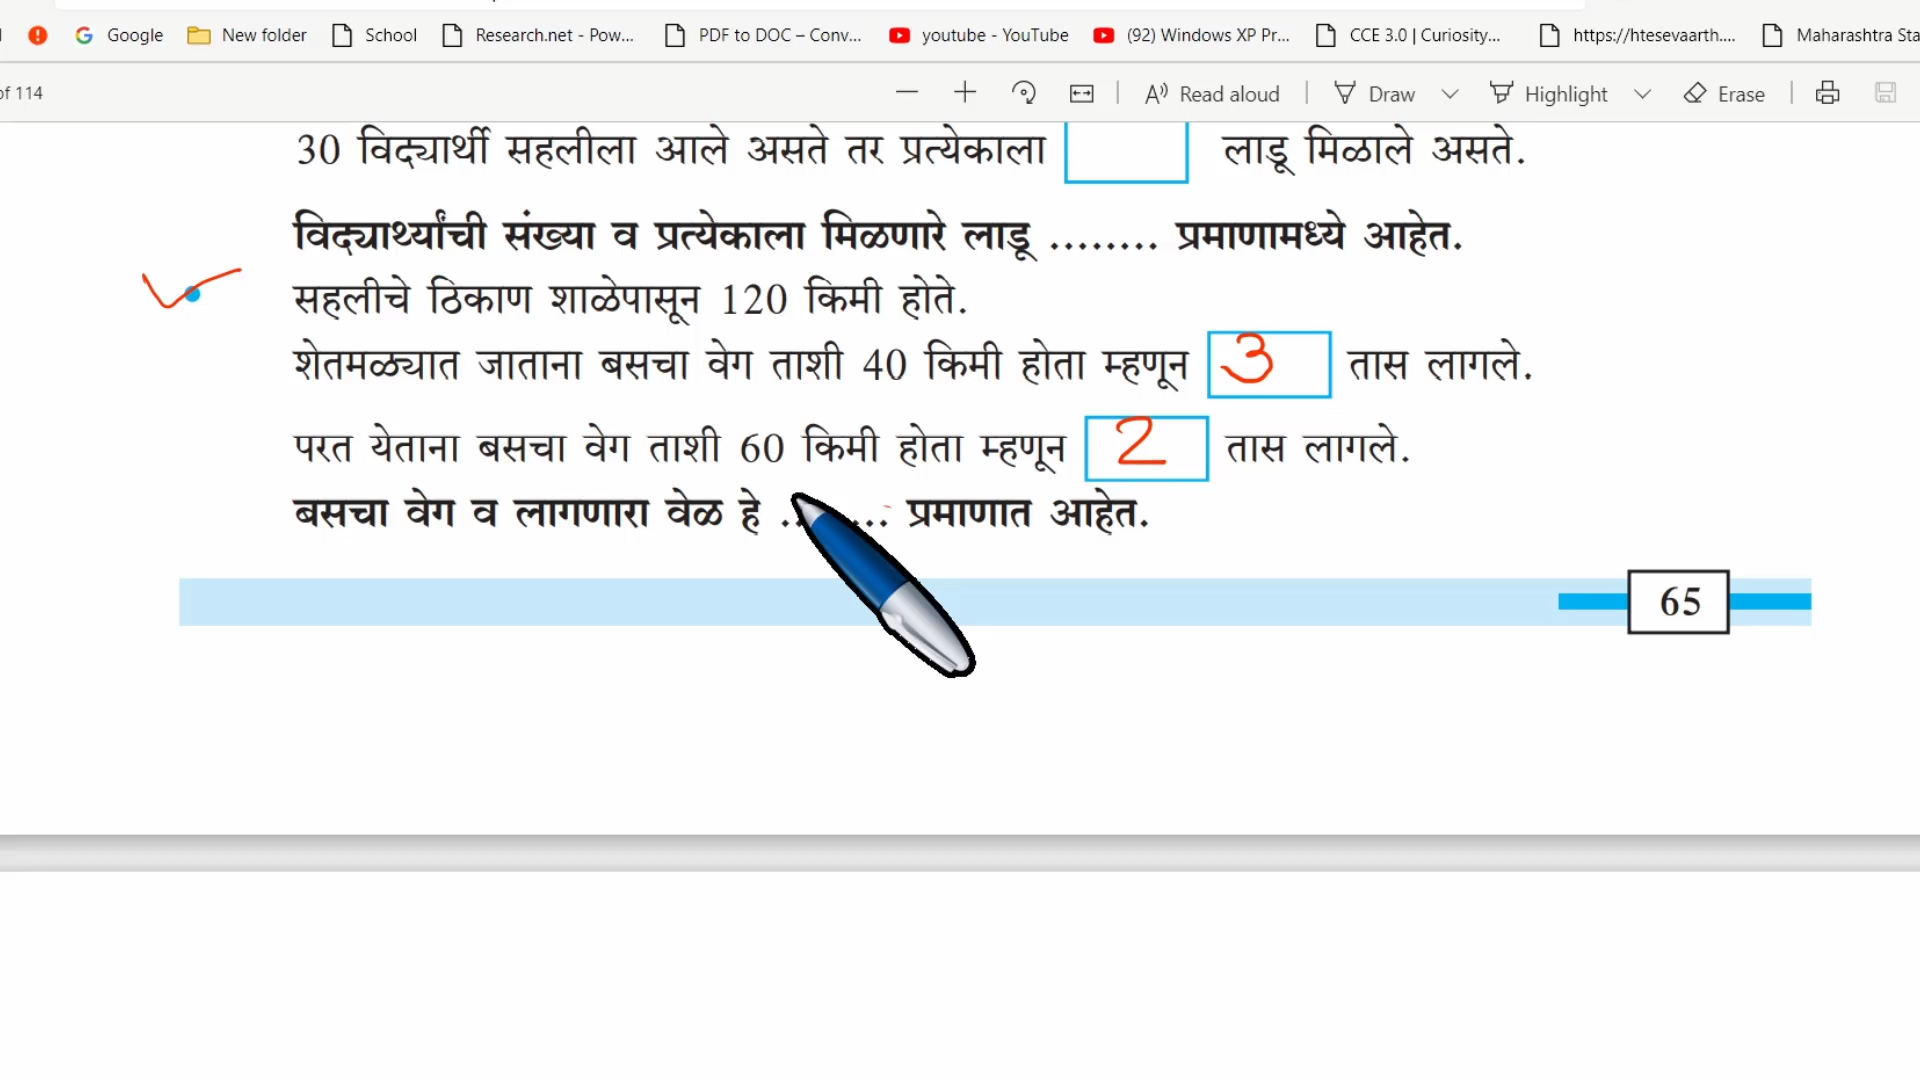 Google New folder School Research.net - Pow... PDF to DOC – Conv... youtube - YouTube (92) Windows XP Pr... CCE 3.0 | Curiosity... https://htesevaarth.... Maharashtra Sta
of 114 Read aloud Draw Highlight Erase
30 विद्यार्थी सहलीला आले असते तर प्रत्येकाला लाडू मिळाले असते.
विद्यार्थ्यांची संख्या व प्रत्येकाला मिळणारे लाडू ........ प्रमाणामध्ये आहेत.
सहलीचे ठिकाण शाळेपासून 120 किमी होते.
शेतमळ्यात जाताना बसचा वेग ताशी 40 किमी होता म्हणून 3 तास लागले.
परत येताना बसचा वेग ताशी 60 किमी होता म्हणून 2 तास लागले.
बसचा वेग व लागणारा वेळ हे ........ प्रमाणात आहेत.
65